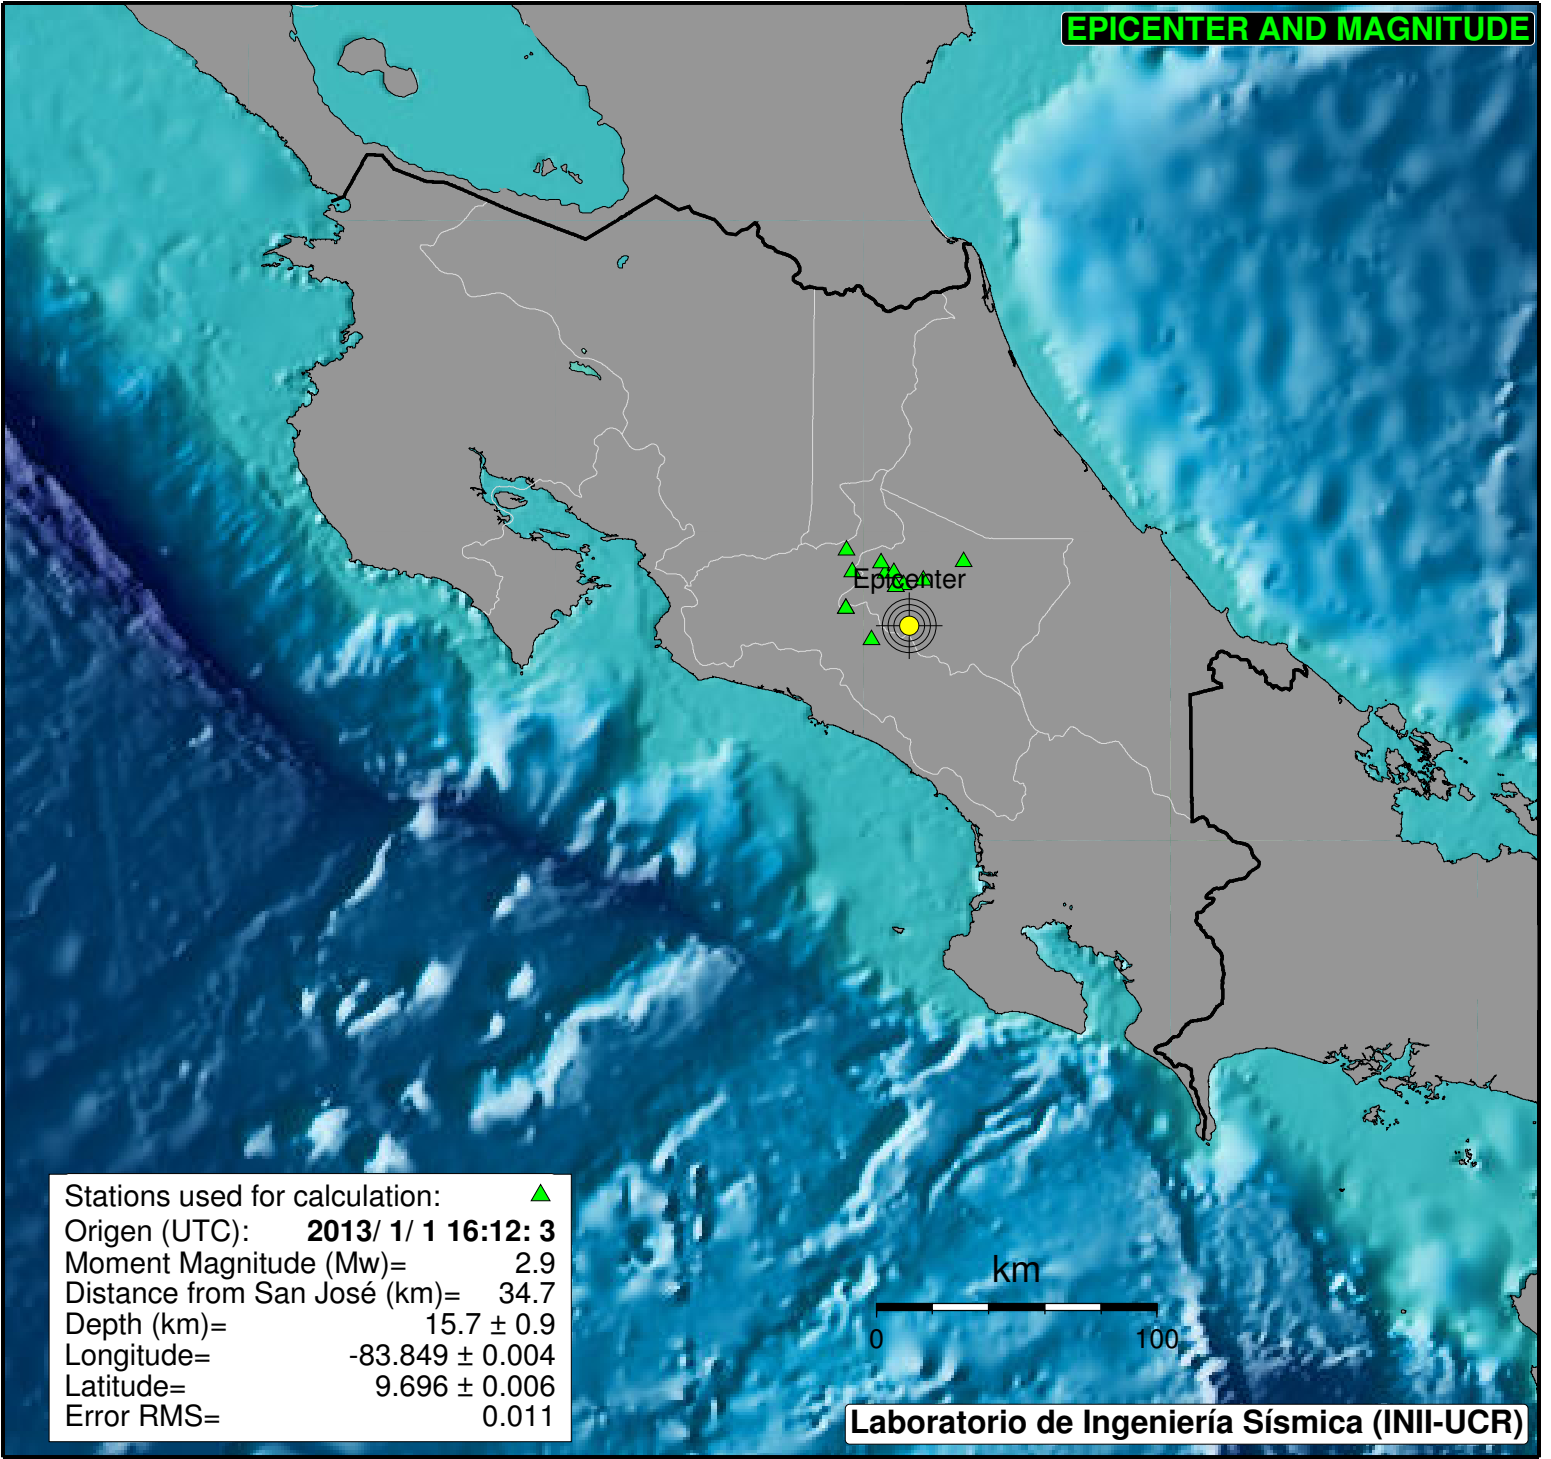 EPICENTER AND MAGNITUDE
Epicenter
Stations used for calculation:
Origen (UTC): 2013/ 1/ 1 16:12: 3
Moment Magnitude (Mw)= 2.9
Distance from San José (km)= 34.7
Depth (km)= 15.7 ± 0.9
Longitude= -83.849 ± 0.004
Latitude= 9.696 ± 0.006
Error RMS= 0.011
km
0 100
Laboratorio de Ingeniería Sísmica (INII-UCR)